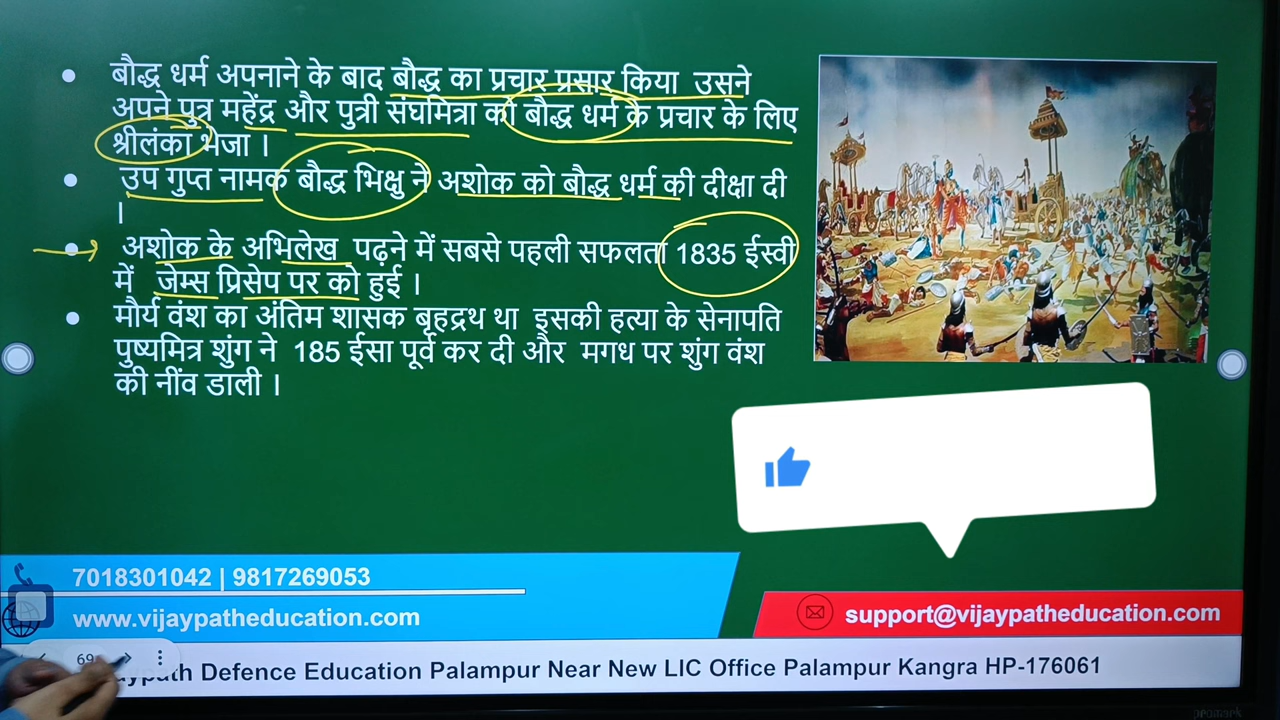 बौद्ध धर्म अपनाने के बाद बौद्ध का प्रचार प्रसार किया उसने
अपने पुत्र महेंद्र और पुत्री संघमित्रा को बौद्ध धर्म के प्रचार के लिए
श्रीलंका भेजा ।
उप गुप्त नामक बौद्ध भिक्षु ने अशोक को बौद्ध धर्म की दीक्षा दी
।
अशोक के अभिलेख पढ़ने में सबसे पहली सफलता 1835 ईस्वी
में जेम्स प्रिसेप पर को हुई ।
मौर्य वंश का अंतिम शासक बृहद्रथ था इसकी हत्या के सेनापति
पुष्यमित्र शुंग ने 185 ईसा पूर्व कर दी और मगध पर शुंग वंश
की नींव डाली ।
7018301042 | 9817269053
www.vijaypatheducation.com
support@vijaypatheducation.com
69
Defence Education Palampur Near New LIC Office Palampur Kangra HP-176061